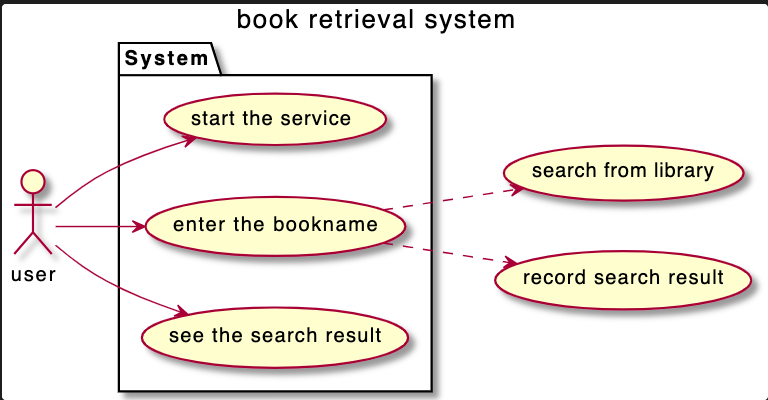 book retrieval system
System
start the service
search from library
enter the bookname
user
record search result
see the search result